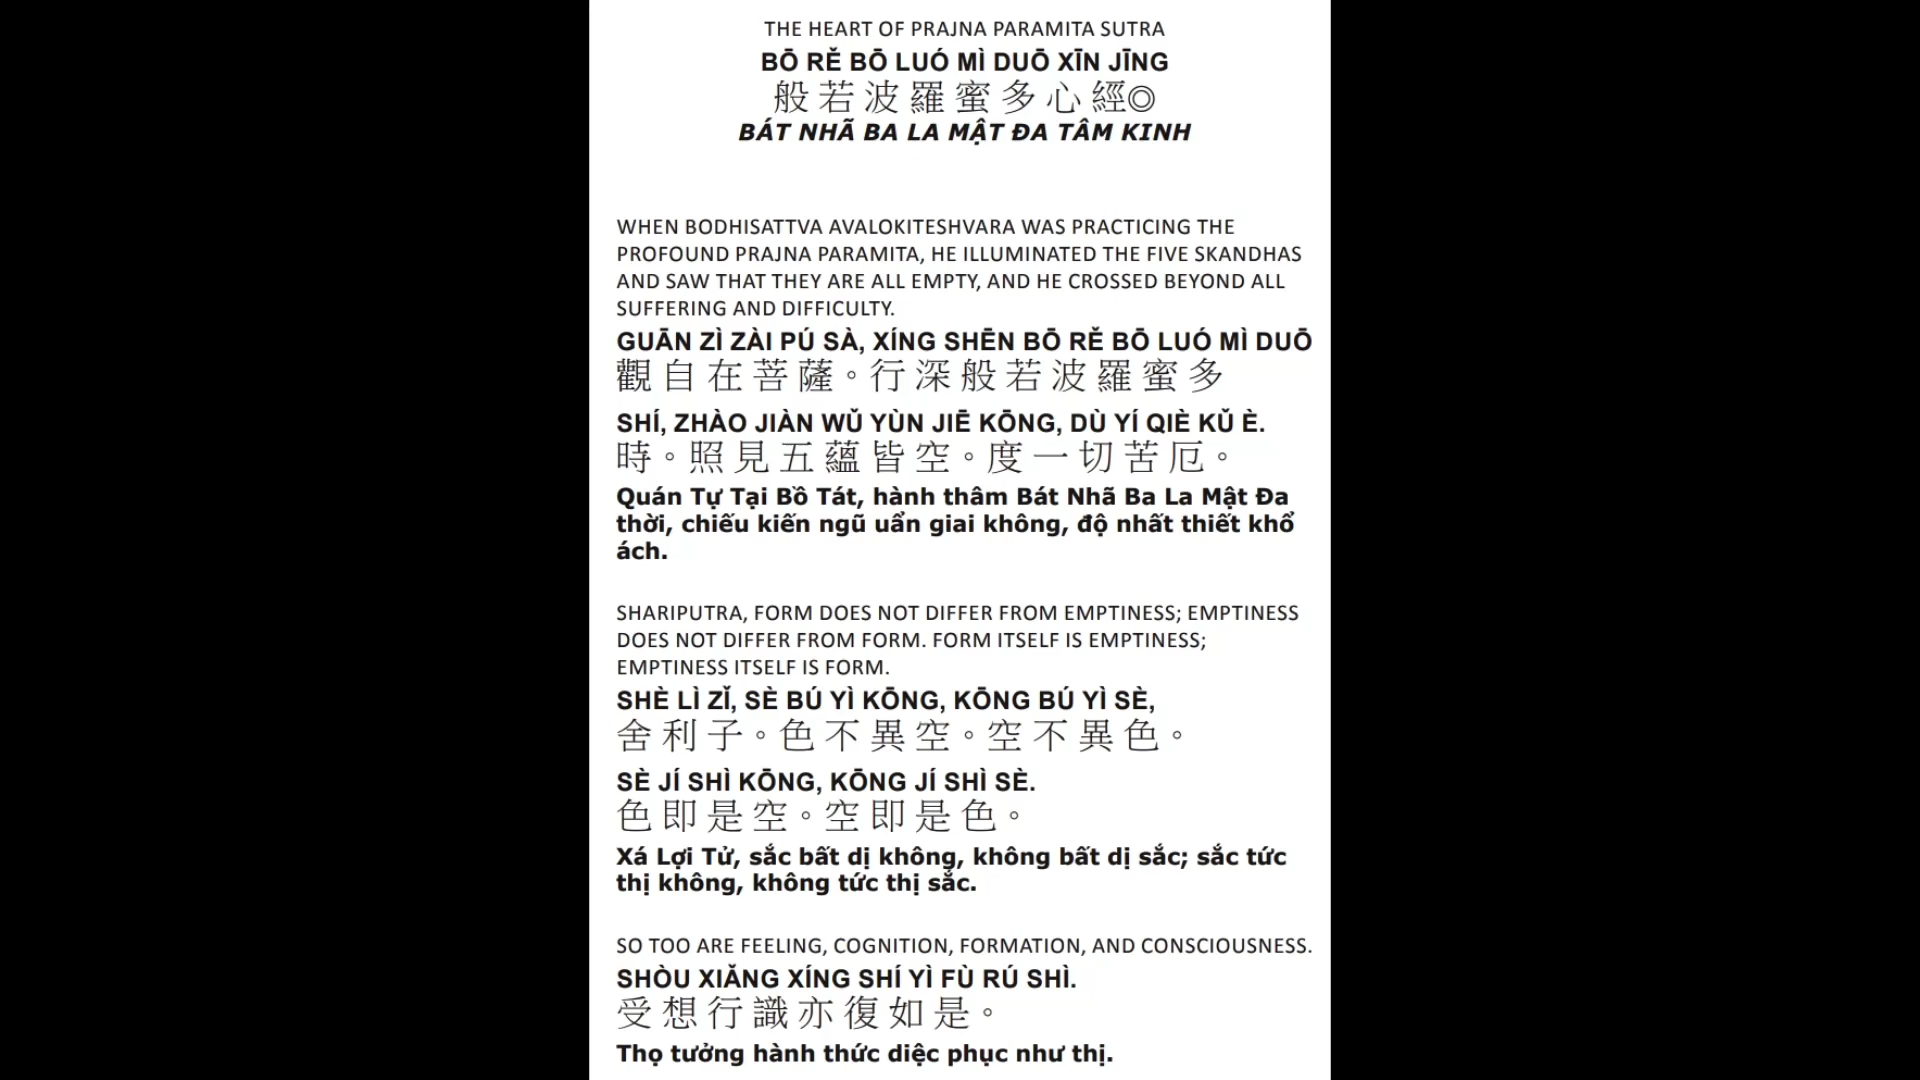 THE HEART OF PRAJNA PARAMITA SUTRA
BŌ RĚ BŌ LUÓ MÌ DUŌ XĪN JĪNG
般若波羅蜜多心經◎
BÁT NHÃ BA LA MẬT ĐA TÂM KINH
WHEN BODHISATTVA AVALOKITESHVARA WAS PRACTICING THE
PROFOUND PRAJNA PARAMITA, HE ILLUMINATED THE FIVE SKANDHAS
AND SAW THAT THEY ARE ALL EMPTY, AND HE CROSSED BEYOND ALL
SUFFERING AND DIFFICULTY.
GUĀN ZÌ ZÀI PÚ SÀ, XÍNG SHĒN BŌ RĚ BŌ LUÓ MÌ DUŌ
觀自在菩薩。行深般若波羅蜜多
SHÍ, ZHÀO JIÀN WǓ YÙN JIĒ KŌNG, DÙ YÍ QIÈ KǓ È.
時。照見五蘊皆空。度一切苦厄。
Quán Tự Tại Bồ Tát, hành thâm Bát Nhã Ba La Mật Đa
thời, chiếu kiến ngũ uẩn giai không, độ nhất thiết khổ
ách.
SHARIPUTRA, FORM DOES NOT DIFFER FROM EMPTINESS; EMPTINESS
DOES NOT DIFFER FROM FORM. FORM ITSELF IS EMPTINESS;
EMPTINESS ITSELF IS FORM.
SHÈ LÌ ZǏ, SÈ BÚ YÌ KŌNG, KŌNG BÚ YÌ SÈ,
舍利子。色不異空。空不異色。
SÈ JÍ SHÌ KŌNG, KŌNG JÍ SHÌ SÈ.
色即是空。空即是色。
Xá Lợi Tử, sắc bất dị không, không bất dị sắc; sắc tức
thị không, không tức thị sắc.
SO TOO ARE FEELING, COGNITION, FORMATION, AND CONSCIOUSNESS.
SHÒU XIǍNG XÍNG SHÍ YÌ FÙ RÚ SHÌ.
受想行識亦復如是。
Thọ tưởng hành thức diệc phục như thị.